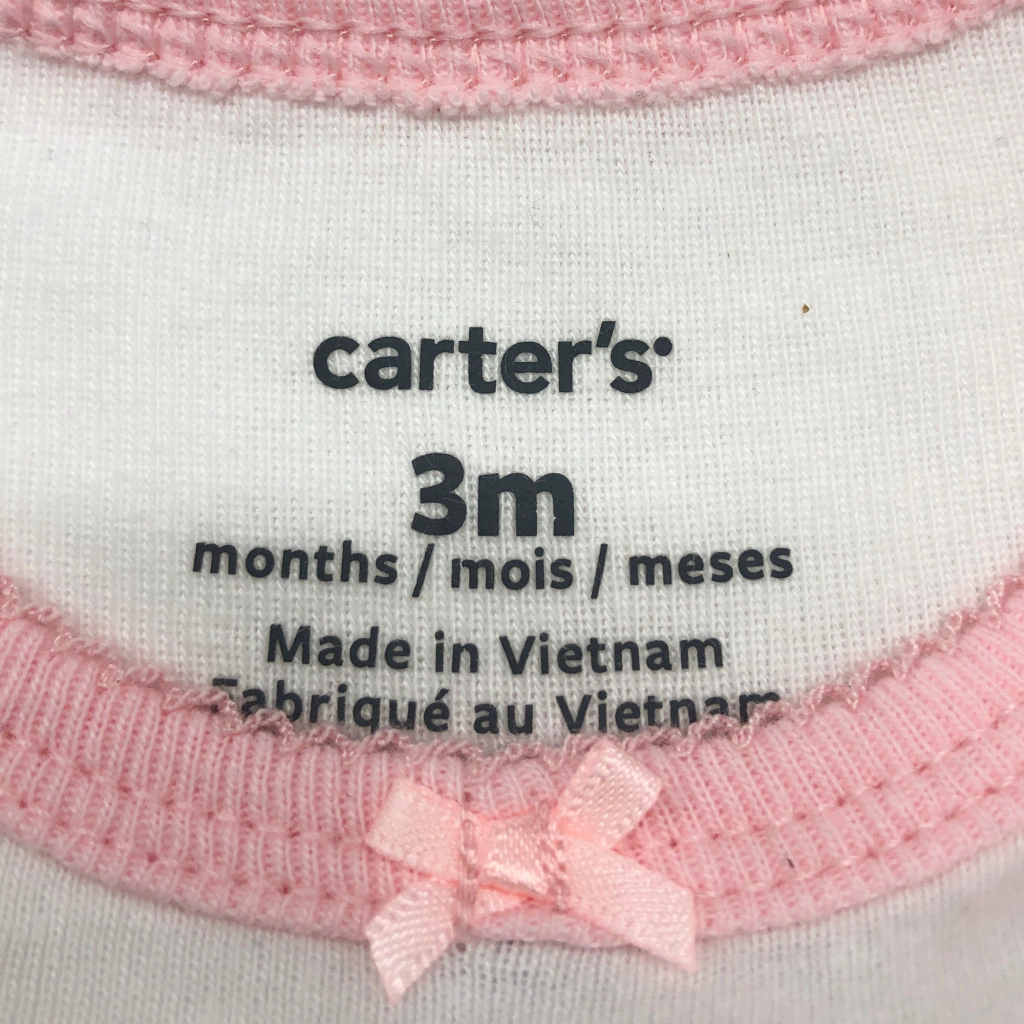 carter's
3m
months / mois / meses
Made in Vietnam
Fabriqué au Vietnam